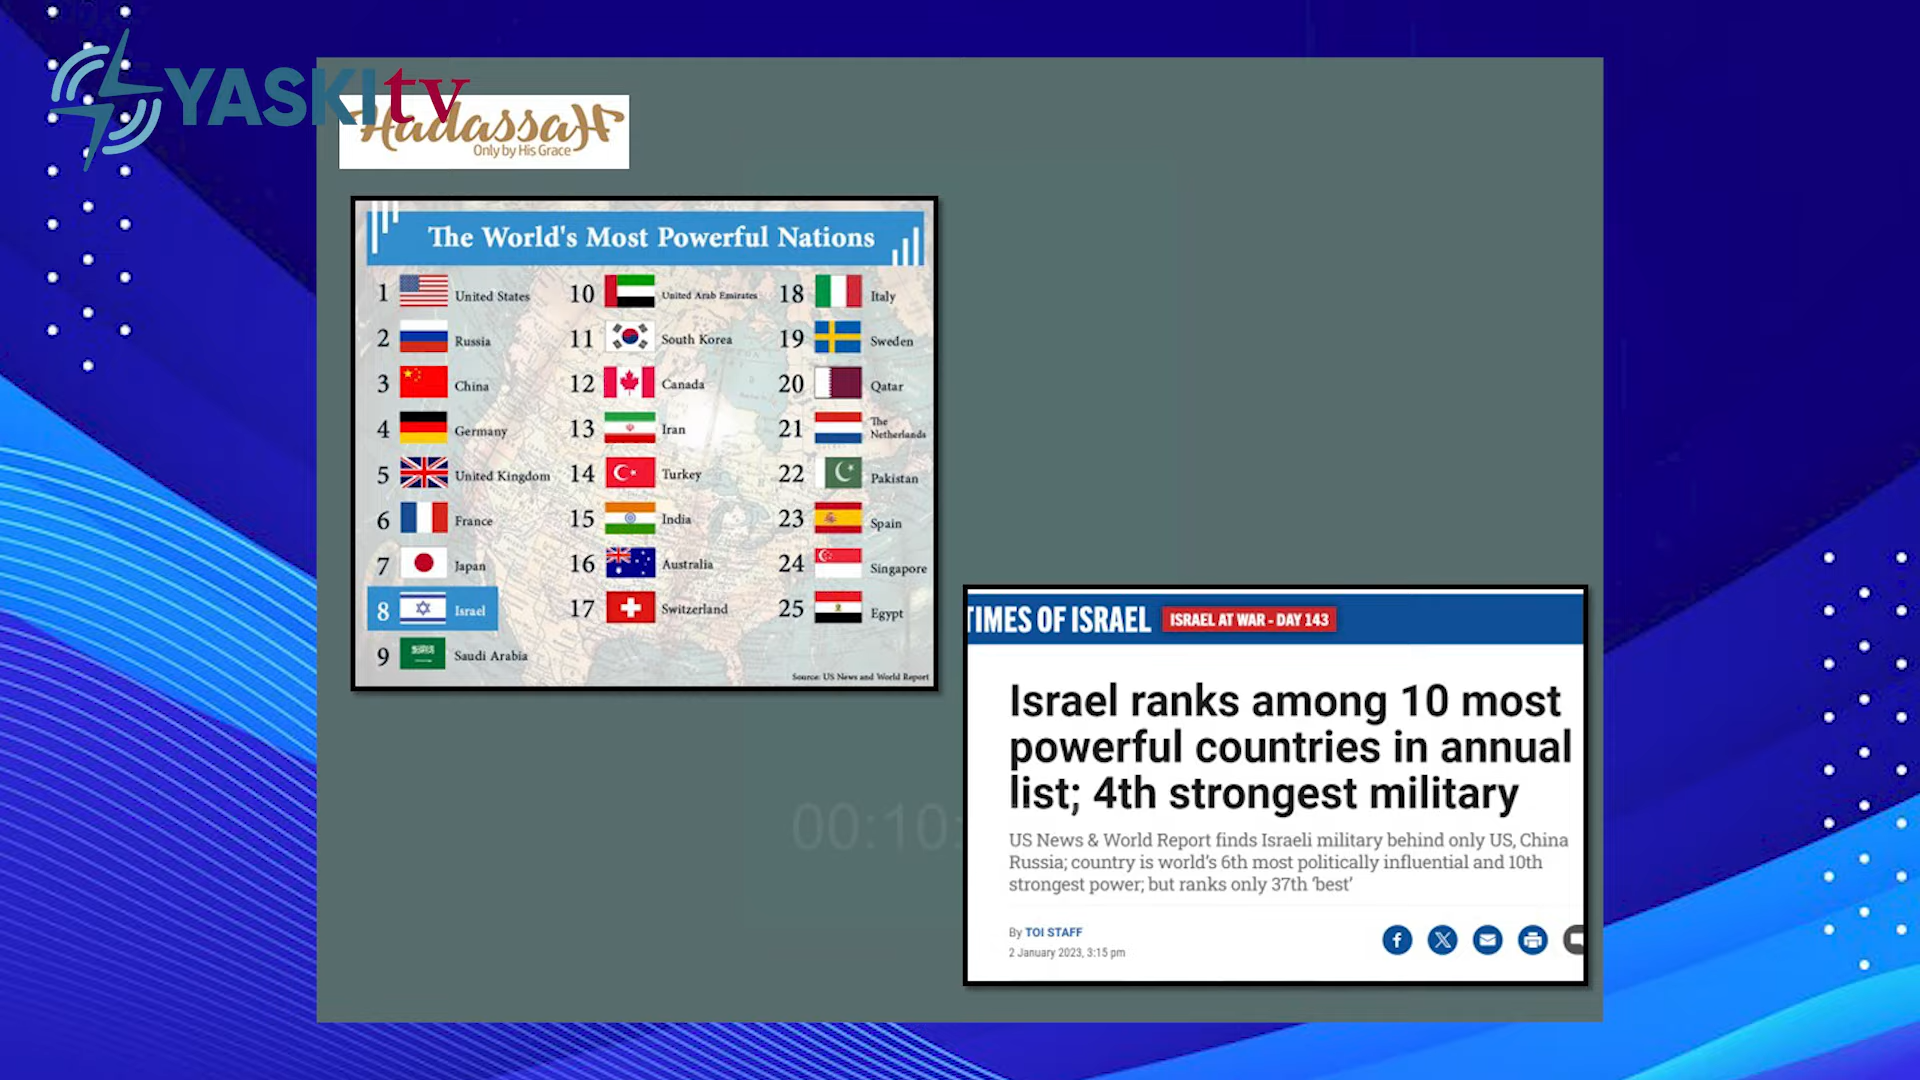 YASKItv
Hadassah
Only by His Grace
The World's Most Powerful Nations
1 United States
2 Russia
3 China
4 Germany
5 United Kingdom
6 France
7 Japan
8 Israel
9 Saudi Arabia
10 United Arab Emirates
11 South Korea
12 Canada
13 Iran
14 Turkey
15 India
16 Australia
17 Switzerland
18 Italy
19 Sweden
20 Qatar
21 The Netherlands
22 Pakistan
23 Spain
24 Singapore
25 Egypt
Source: US News and World Report
00:10:
TIMES OF ISRAEL ISRAEL AT WAR - DAY 143
Israel ranks among 10 most
powerful countries in annual
list; 4th strongest military
US News & World Report finds Israeli military behind only US, China
Russia; country is world's 6th most politically influential and 10th
strongest power; but ranks only 37th 'best'
By TOI STAFF
2 January 2023, 3:15 pm